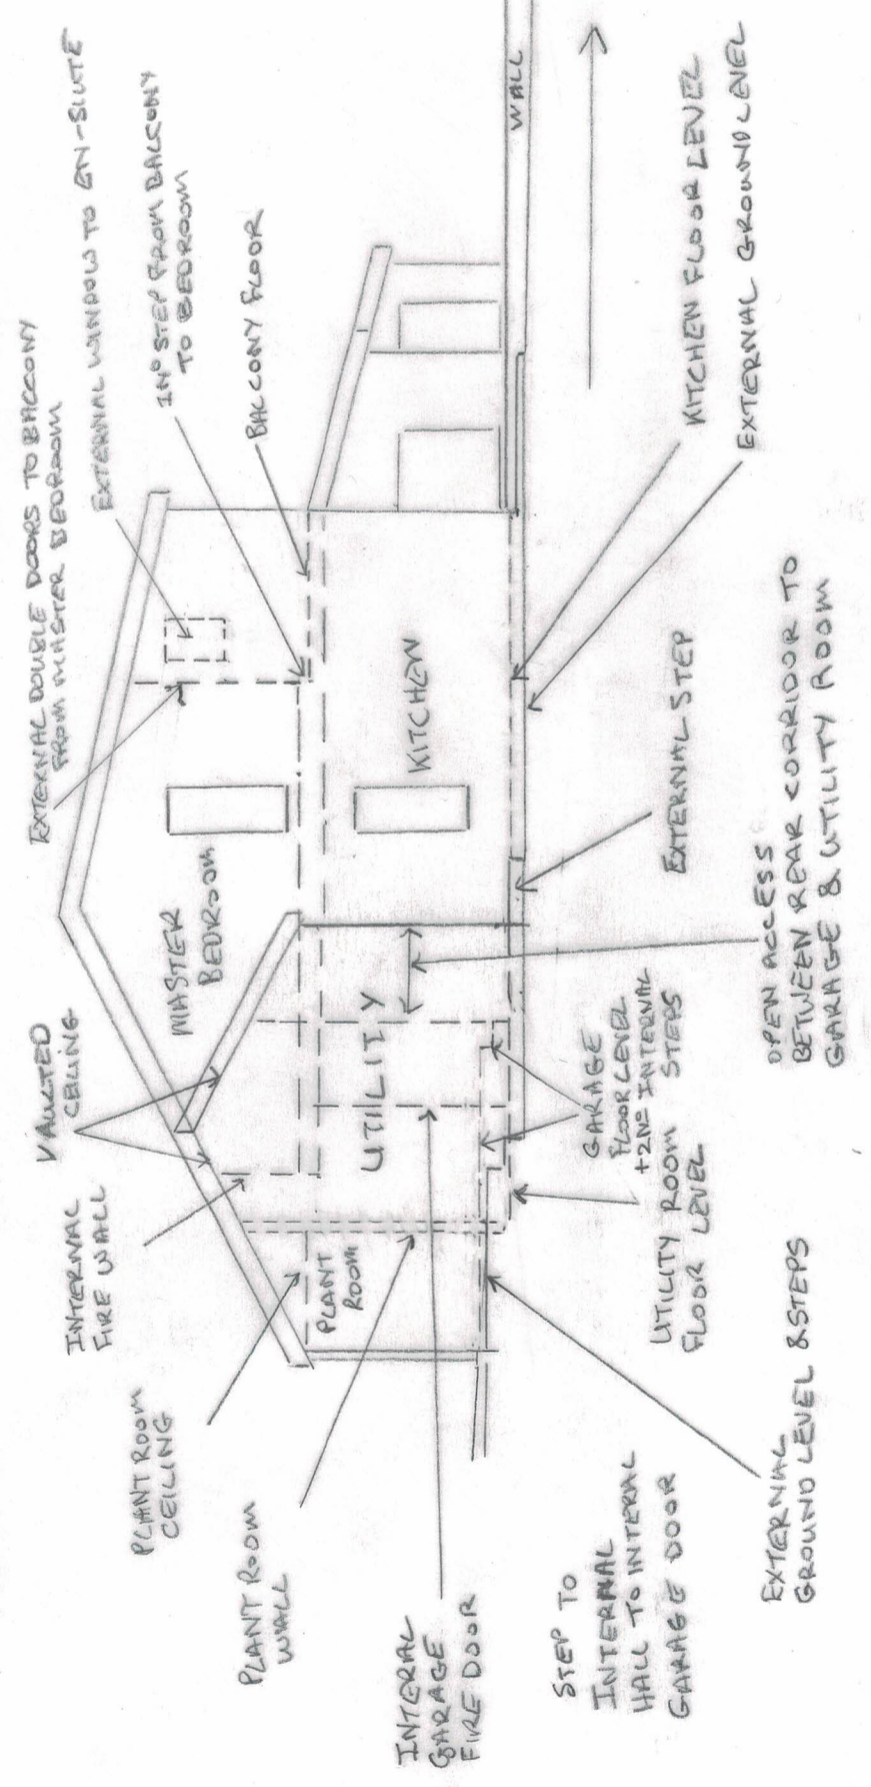 EXTERNAL DOUBLE DOORS TO BALCONY
FROM MASTER BEDROOM
EXTERNAL WINDOW TO EN-SIUTE
1Nº STEP FROM BALCONY
TO BEDROOM
BALCONY FLOOR
VAULTED
CEILING
INTERNAL
FIRE WALL
PLANT ROOM
CEILING
PLANT ROOM
WALL
INTERAL
GARAGE
FIRE DOOR
MASTER
BEDROOM
PLANT
ROOM
UTILITY
KITCHEN
WALL
STEP TO
INTERNAL
HALL TO INTERAL
GARAGE DOOR
EXTERNAL
GROUND LEVEL & STEPS
UTILITY ROOM
FLOOR LEVEL
GARAGE
FLOOR LEVEL
+2Nº INTERNAL
STEPS
OPEN ACCESS
BETWEEN REAR CORRIDOR TO
GARAGE & UTILITY ROOM
EXTERNAL STEP
KITCHEN FLOOR LEVEL
EXTERNAL GROUND LEVEL